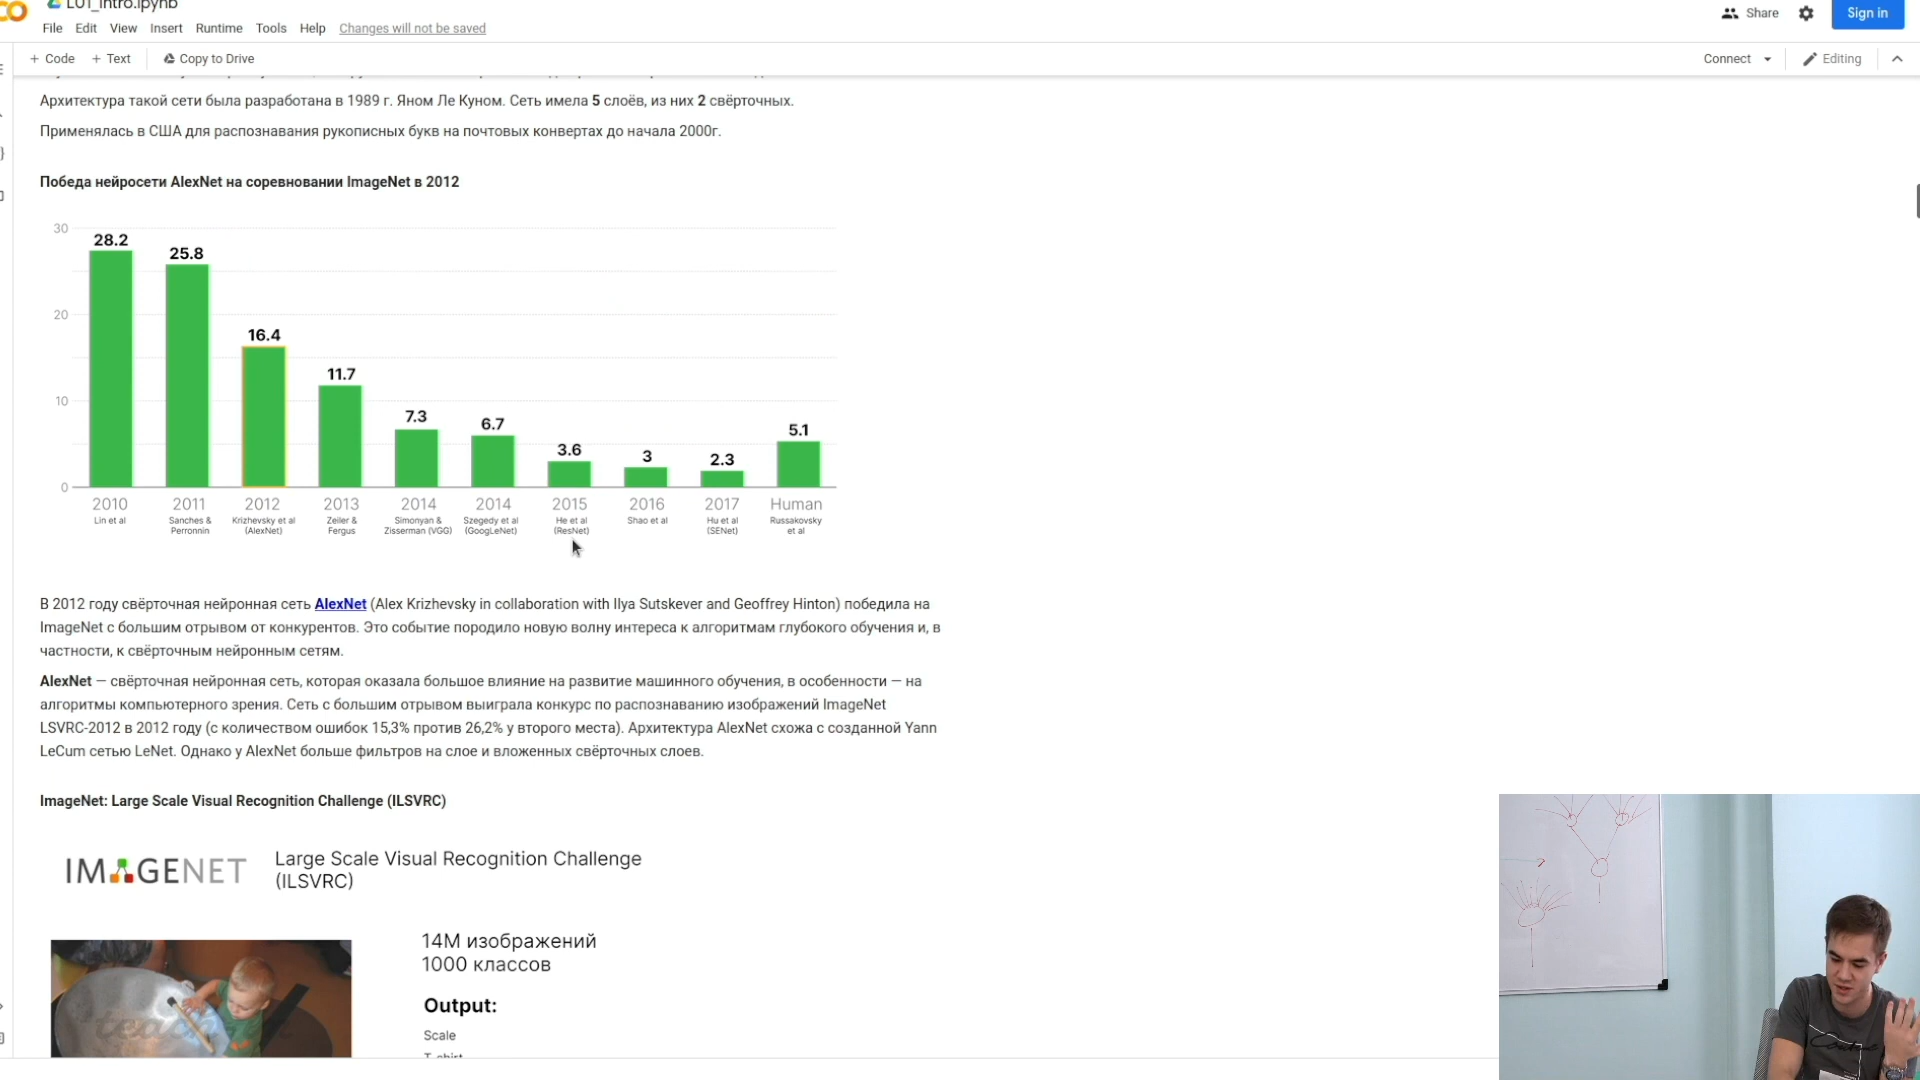 L01_Intro.ipynb
File Edit View Insert Runtime Tools Help Changes will not be saved
Share Sign in
+ Code + Text Copy to Drive
Connect Editing
Архитектура такой сети была разработана в 1989 г. Яном Ле Куном. Сеть имела 5 слоёв, из них 2 свёрточных.
Применялась в США для распознавания рукописных букв на почтовых конвертах до начала 2000г.
Победа нейросети AlexNet на соревновании ImageNet в 2012
30
20
10
0
28.2 25.8 16.4 11.7 7.3 6.7 3.6 3 2.3 5.1
2010 2011 2012 2013 2014 2014 2015 2016 2017 Human
Lin et al Sanches & Krizhevsky et al Zeiler & Simonyan & Szegedy et al He et al Shao et al Hu et al Russakovsky
Perronnin (AlexNet) Fergus Zisserman (VGG) (GoogLeNet) (ResNet) (SENet) et al
В 2012 году свёрточная нейронная сеть AlexNet (Alex Krizhevsky in collaboration with Ilya Sutskever and Geoffrey Hinton) победила на
ImageNet с большим отрывом от конкурентов. Это событие породило новую волну интереса к алгоритмам глубокого обучения и, в
частности, к свёрточным нейронным сетям.
AlexNet — свёрточная нейронная сеть, которая оказала большое влияние на развитие машинного обучения, в особенности — на
алгоритмы компьютерного зрения. Сеть с большим отрывом выиграла конкурс по распознаванию изображений ImageNet
LSVRC-2012 в 2012 году (с количеством ошибок 15,3% против 26,2% у второго места). Архитектура AlexNet схожа с созданной Yann
LeCum сетью LeNet. Однако у AlexNet больше фильтров на слое и вложенных свёрточных слоев.
ImageNet: Large Scale Visual Recognition Challenge (ILSVRC)
IMAGENET
Large Scale Visual Recognition Challenge
(ILSVRC)
14M изображений
1000 классов
Output:
Scale
T-shirt